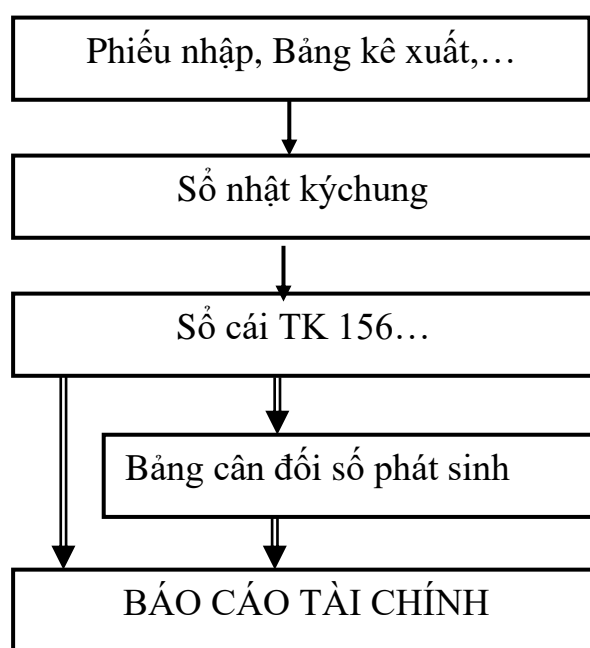 Phiếu nhập, Bảng kê xuất,…
Sổ nhật kýchung
Sổ cái TK 156…
Bảng cân đối số phát sinh
BÁO CÁO TÀI CHÍNH